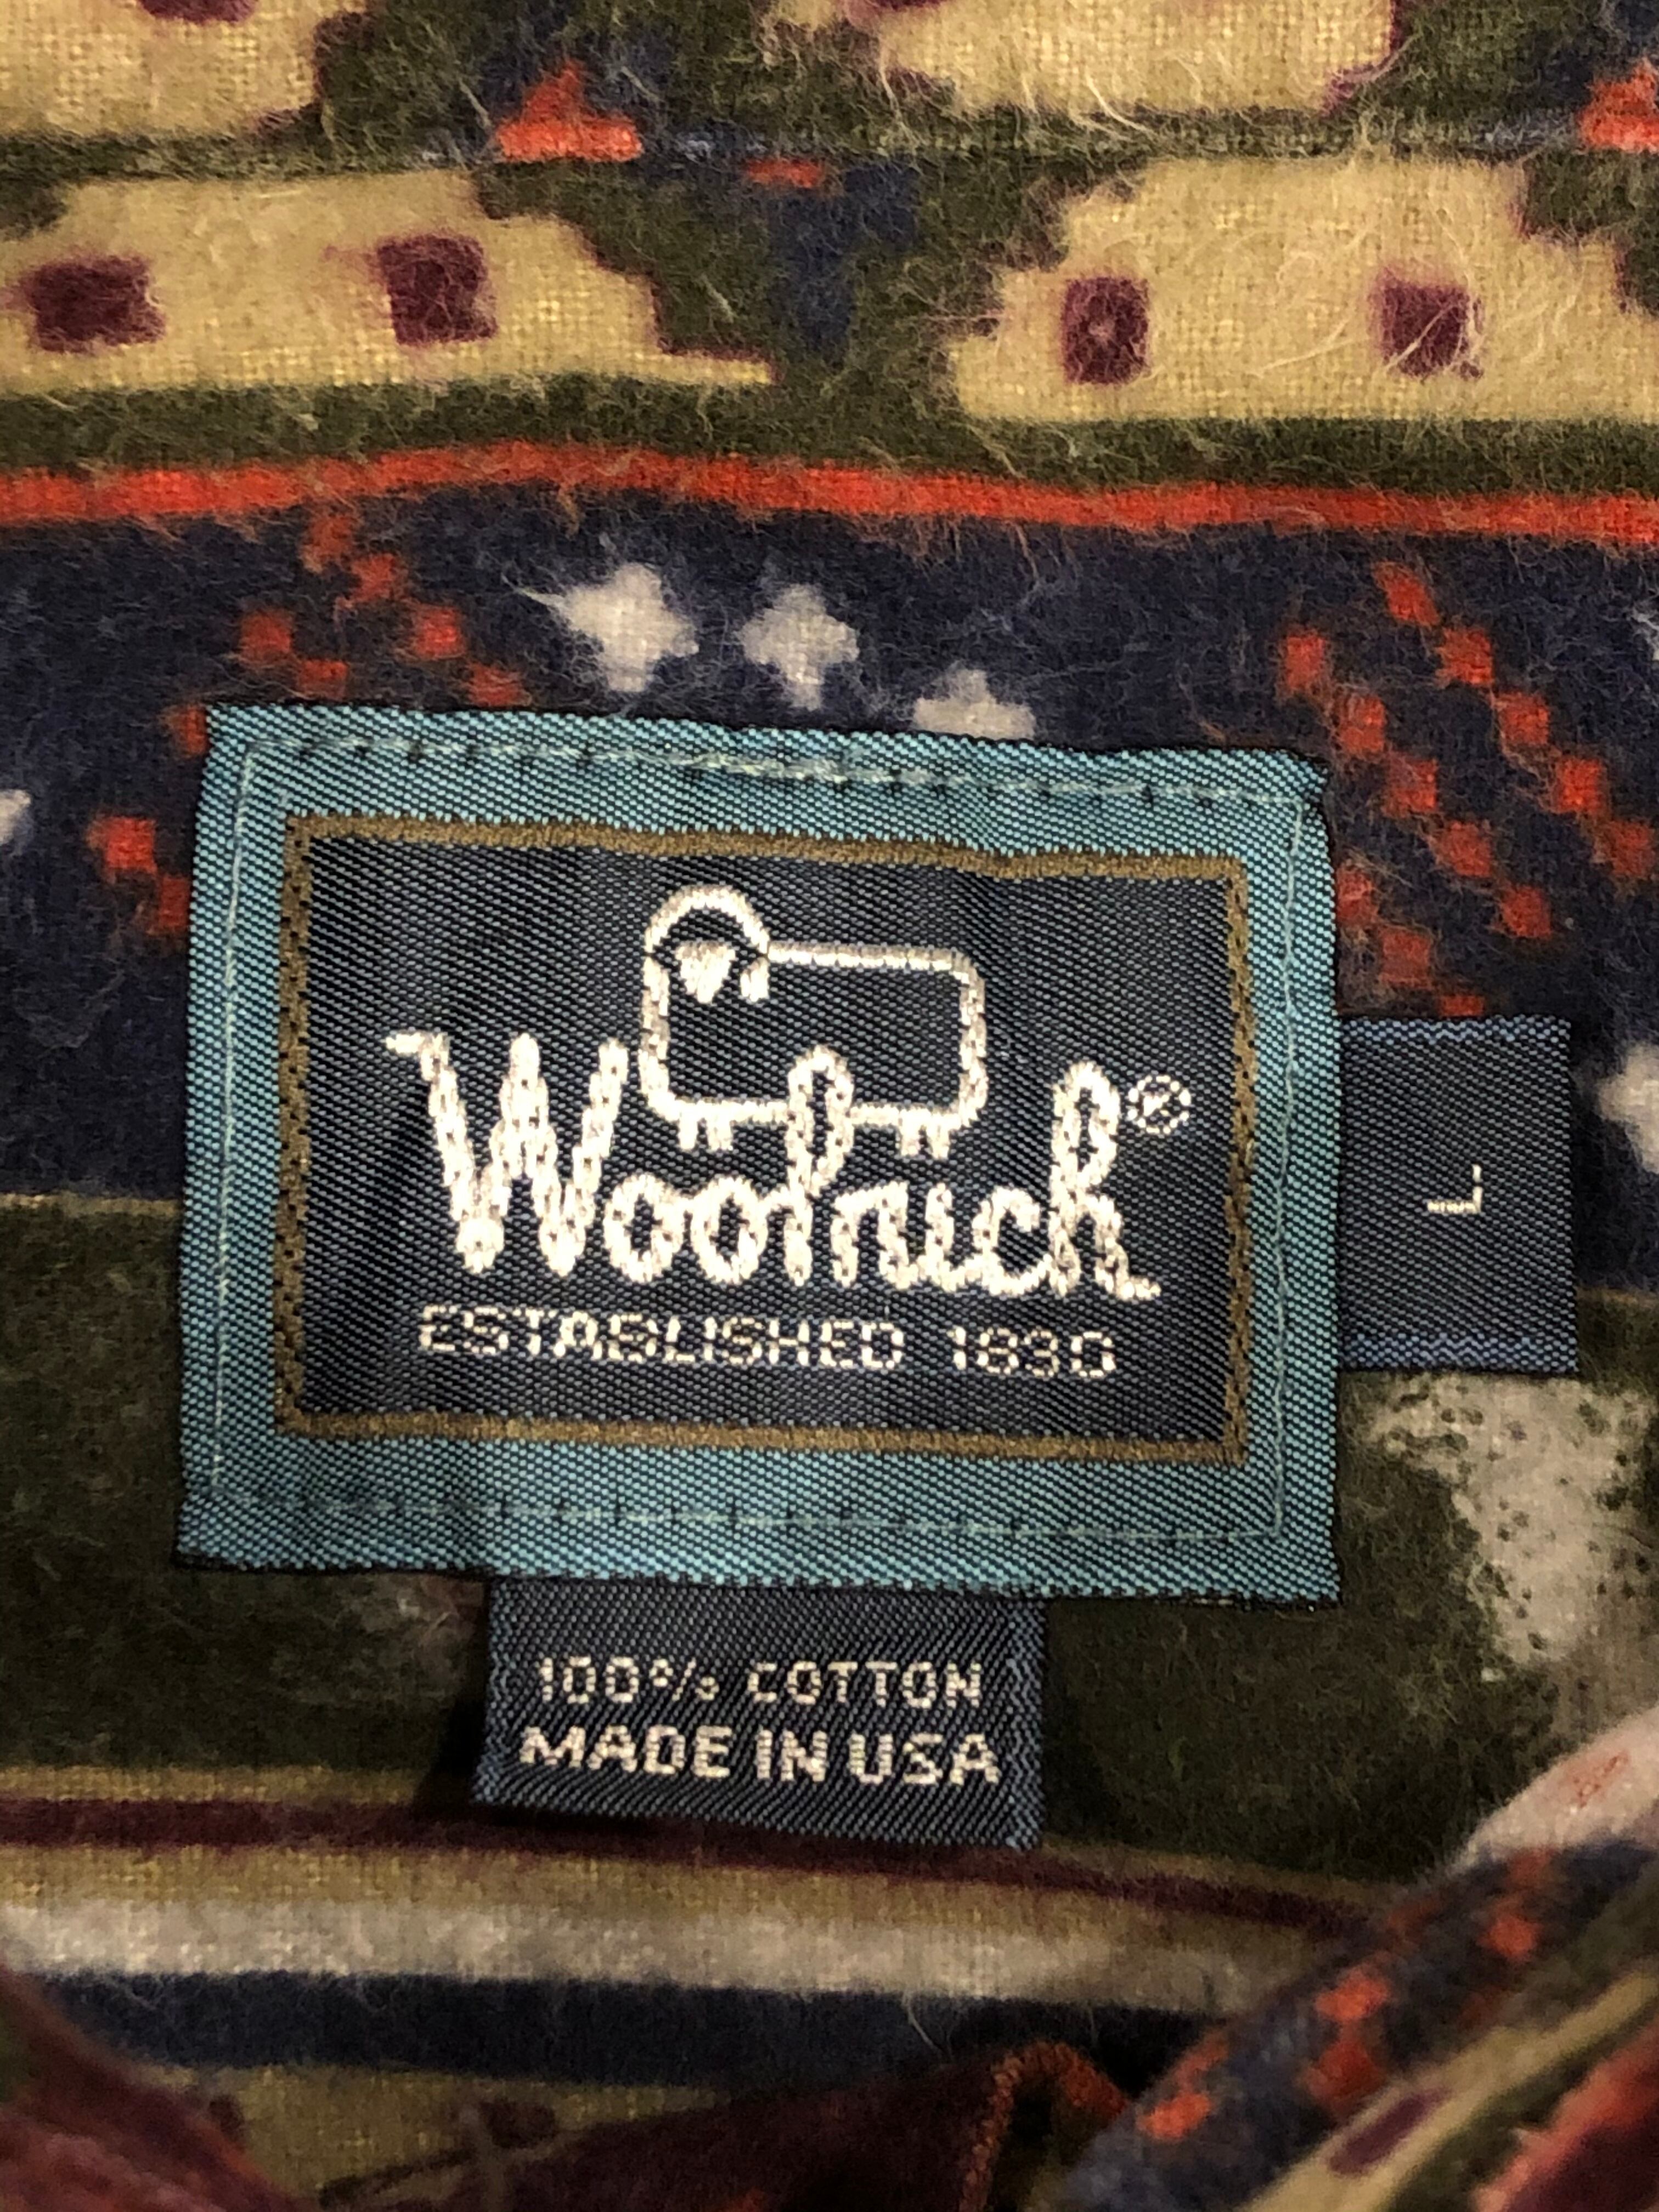 Woolrich®
ESTABLISHED 1830
L
100% COTTON
MADE IN USA